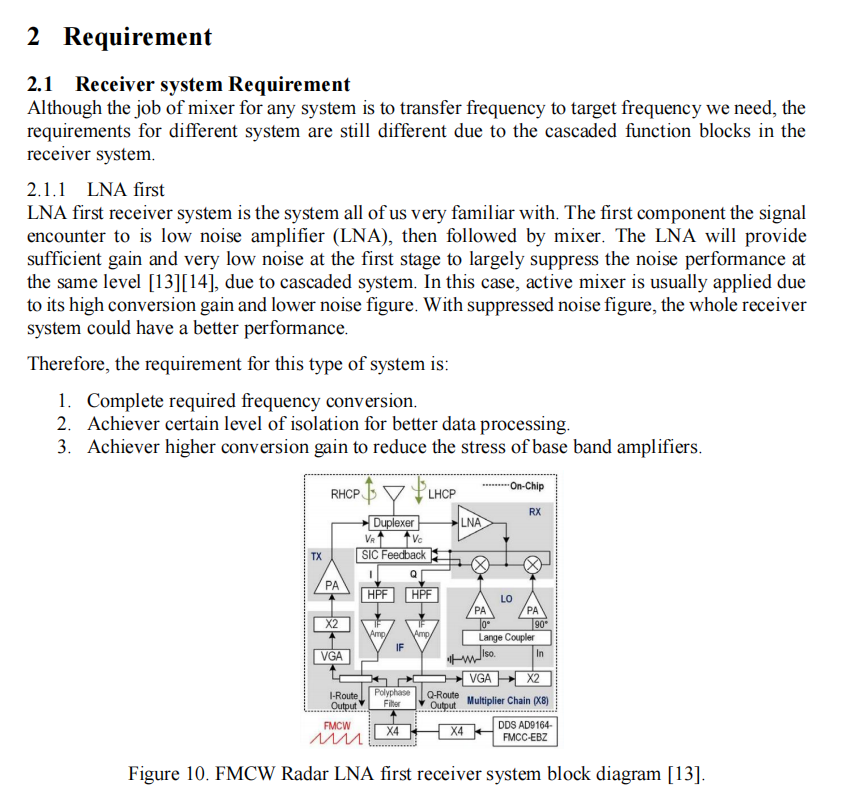 2 Requirement
2.1 Receiver system Requirement
Although the job of mixer for any system is to transfer frequency to target frequency we need, the
requirements for different system are still different due to the cascaded function blocks in the
receiver system.
2.1.1 LNA first
LNA first receiver system is the system all of us very familiar with. The first component the signal
encounter to is low noise amplifier (LNA), then followed by mixer. The LNA will provide
sufficient gain and very low noise at the first stage to largely suppress the noise performance at
the same level [13][14], due to cascaded system. In this case, active mixer is usually applied due
to its high conversion gain and lower noise figure. With suppressed noise figure, the whole receiver
system could have a better performance.
Therefore, the requirement for this type of system is:
1. Complete required frequency conversion.
2. Achiever certain level of isolation for better data processing.
3. Achiever higher conversion gain to reduce the stress of base band amplifiers.
RHCP
LHCP
On-Chip
RX
Duplexer
LNA
VR
VC
TX
SIC Feedback
I
Q
PA
HPF
HPF
LO
PA
PA
X2
IF Amp
IF Amp
0°
90°
Lange Coupler
IF
VGA
Iso.
In
VGA
X2
I-Route
Output
Polyphase
Filter
Q-Route
Output
Multiplier Chain (X8)
FMCW
X4
X4
DDS AD9164-
FMCC-EBZ
Figure 10. FMCW Radar LNA first receiver system block diagram [13].